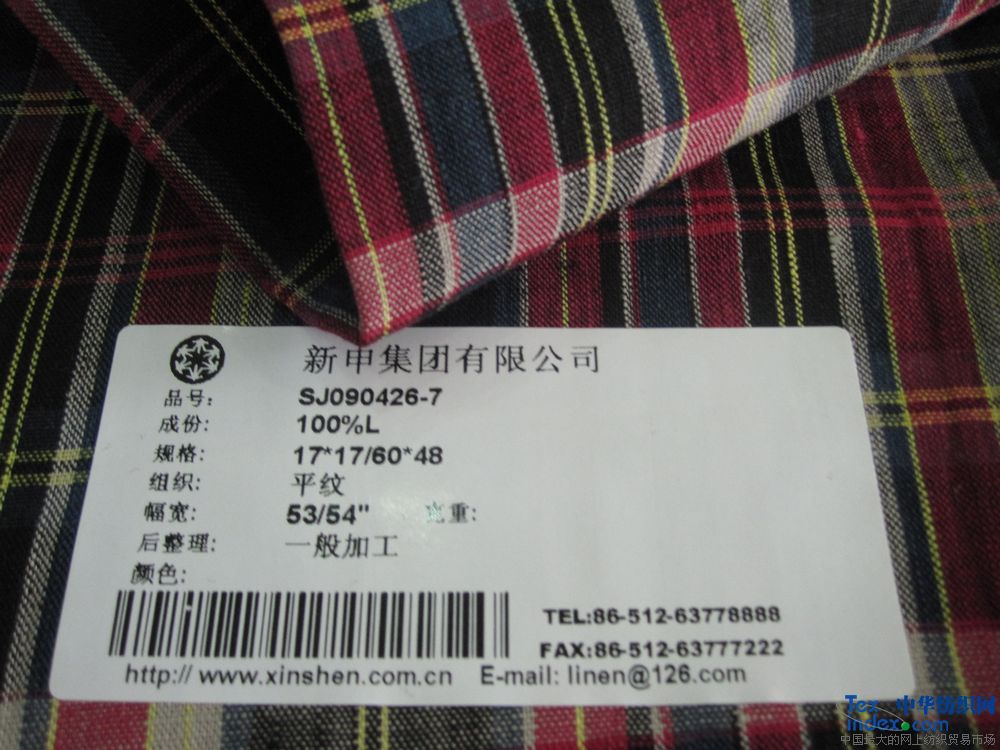 新申集团有限公司
品号: SJ090426-7
成份: 100%L
规格: 17*17/60*48
组织: 平纹
幅宽: 53/54" 克重:
后整理: 一般加工
颜色:
TEL:86-512-63778888
FAX:86-512-63777222
http:// www.xinshen.com.cn E-mail: linen@126.com
Tex 中华纺织网
index.com
中国最大的网上纺织贸易市场